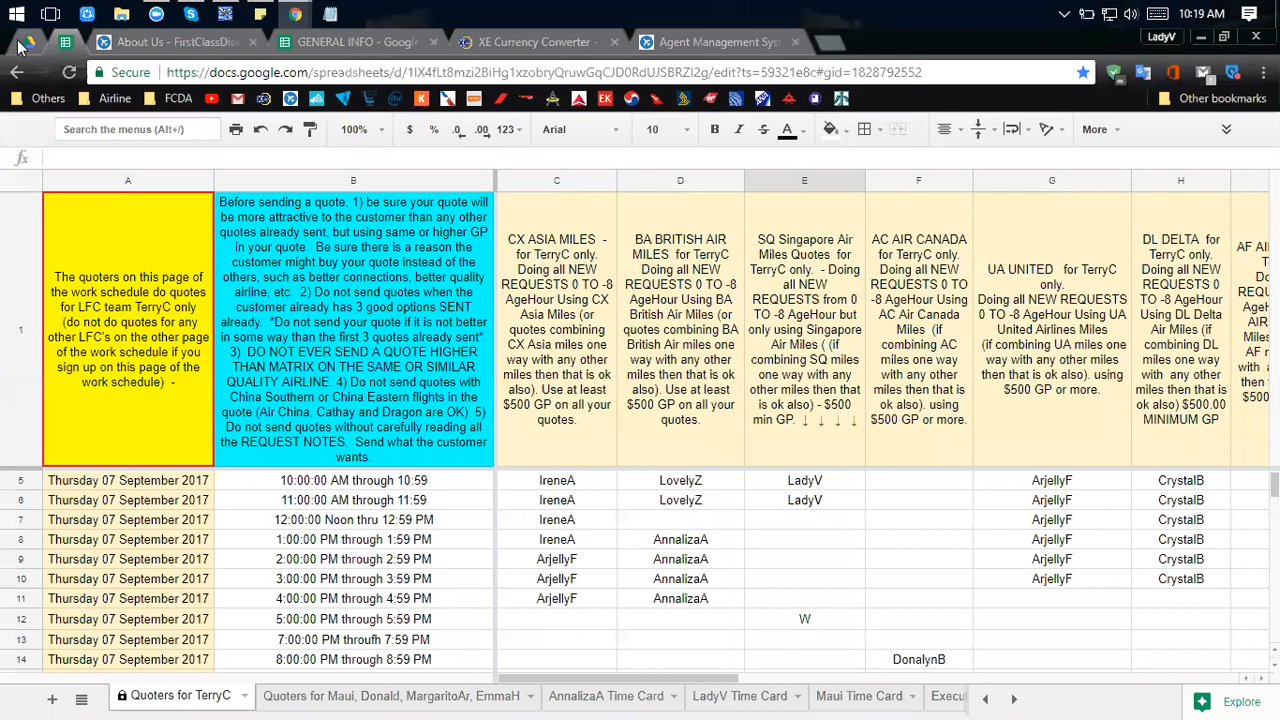 10:19 AM
About Us - FirstClassDis
GENERAL INFO - Google
XE Currency Converter -
Agent Management Sys
LadyV
Secure
https://docs.google.com/spreadsheets/d/1IX4fLt8mzi2BiHg1xzobryQruwGqCJD0RdUJSBRZI2g/edit?ts=59321e8c#gid=1828792552
Others
Airline
FCDA
Other bookmarks
Search the menus (Alt+/)
100%
$ % .0 .00 123
Arial
10
B I S A
More
fx
A B C D E F G H
1
The quoters on this page of
the work schedule do quotes
for LFC team TerryC only
(do not do quotes for any
other LFC's on the other page
of the work schedule if you
sign up on this page of the
work schedule) -
Before sending a quote, 1) be sure your quote will
be more attractive to the customer than any other
quotes already sent, but using same or higher GP
in your quote. Be sure there is a reason the
customer might buy your quote instead of the
others, such as better connections, better quality
airline, etc. 2) Do not send quotes when the
customer already has 3 good options SENT
already. *Do not send your quote if it is not better
in some way than the first 3 quotes already sent*.
3) DO NOT EVER SEND A QUOTE HIGHER
THAN MATRIX ON THE SAME OR SIMILAR
QUALITY AIRLINE. 4) Do not send quotes with
China Southern or China Eastern flights in the
quote (Air China, Cathay and Dragon are OK) 5)
Do not send quotes without carefully reading all
the REQUEST NOTES. Send what the customer
wants.
CX ASIA MILES -
for TerryC only.
Doing all NEW
REQUESTS 0 TO -8
AgeHour Using CX
Asia Miles (or
quotes combining
CX Asia miles one
way with any other
miles then that is ok
also). Use at least
$500 GP on all your
quotes.
BA BRITISH AIR
MILES for TerryC
Doing all NEW
REQUESTS 0 TO -8
AgeHour Using BA
British Air Miles (or
quotes combining BA
British Air miles one
way with any other
miles then that is ok
also). Use at least
$500 GP on all your
quotes.
SQ Singapore Air
Miles Quotes for
TerryC only. - Doing
all NEW
REQUESTS from 0
TO -8 AgeHour but
only using Singapore
Air Miles ( (if
combining SQ miles
one way with any
other miles then that
is ok also) - $500
min GP. ↓ ↓ ↓ ↓
AC AIR CANADA
for TerryC only.
Doing all NEW
REQUESTS 0 TO -8
AgeHour Using
AC Air Canada
Miles (if
combining AC
miles one way with
any other miles
then that is ok
also). using
$500 GP or more.
UA UNITED for TerryC
only.
Doing all NEW REQUESTS
0 TO -8 AgeHour Using UA
United Airlines Miles
(if combining UA miles one
way with any other miles
then that is ok also). using
$500 GP or more.
DL DELTA for
TerryC only.
Doing all NEW
REQUESTS 0
TO -8 AgeHour
Using DL Delta
Air Miles (if
combining DL
miles one way
with any other
miles then that is
ok also) $500.00
MINIMUM GP
5 Thursday 07 September 2017 10:00:00 AM through 10:59 IreneA LovelyZ LadyV ArjellyF CrystalB
6 Thursday 07 September 2017 11:00:00 AM through 11:59 IreneA LovelyZ LadyV ArjellyF CrystalB
7 Thursday 07 September 2017 12:00:00 Noon thru 12:59 PM IreneA ArjellyF CrystalB
8 Thursday 07 September 2017 1:00:00 PM through 1:59 PM IreneA AnnalizaA ArjellyF CrystalB
9 Thursday 07 September 2017 2:00:00 PM through 2:59 PM ArjellyF AnnalizaA ArjellyF CrystalB
10 Thursday 07 September 2017 3:00:00 PM through 3:59 PM ArjellyF AnnalizaA ArjellyF CrystalB
11 Thursday 07 September 2017 4:00:00 PM through 4:59 PM ArjellyF AnnalizaA
12 Thursday 07 September 2017 5:00:00 PM through 5:59 PM W
13 Thursday 07 September 2017 7:00:00 PM throufh 7:59 PM
14 Thursday 07 September 2017 8:00:00 PM through 8:59 PM DonalynB
Quoters for TerryC
Quoters for Maui, Donald, MargaritoAr, EmmaH
AnnalizaA Time Card
LadyV Time Card
Maui Time Card
Execu
Explore